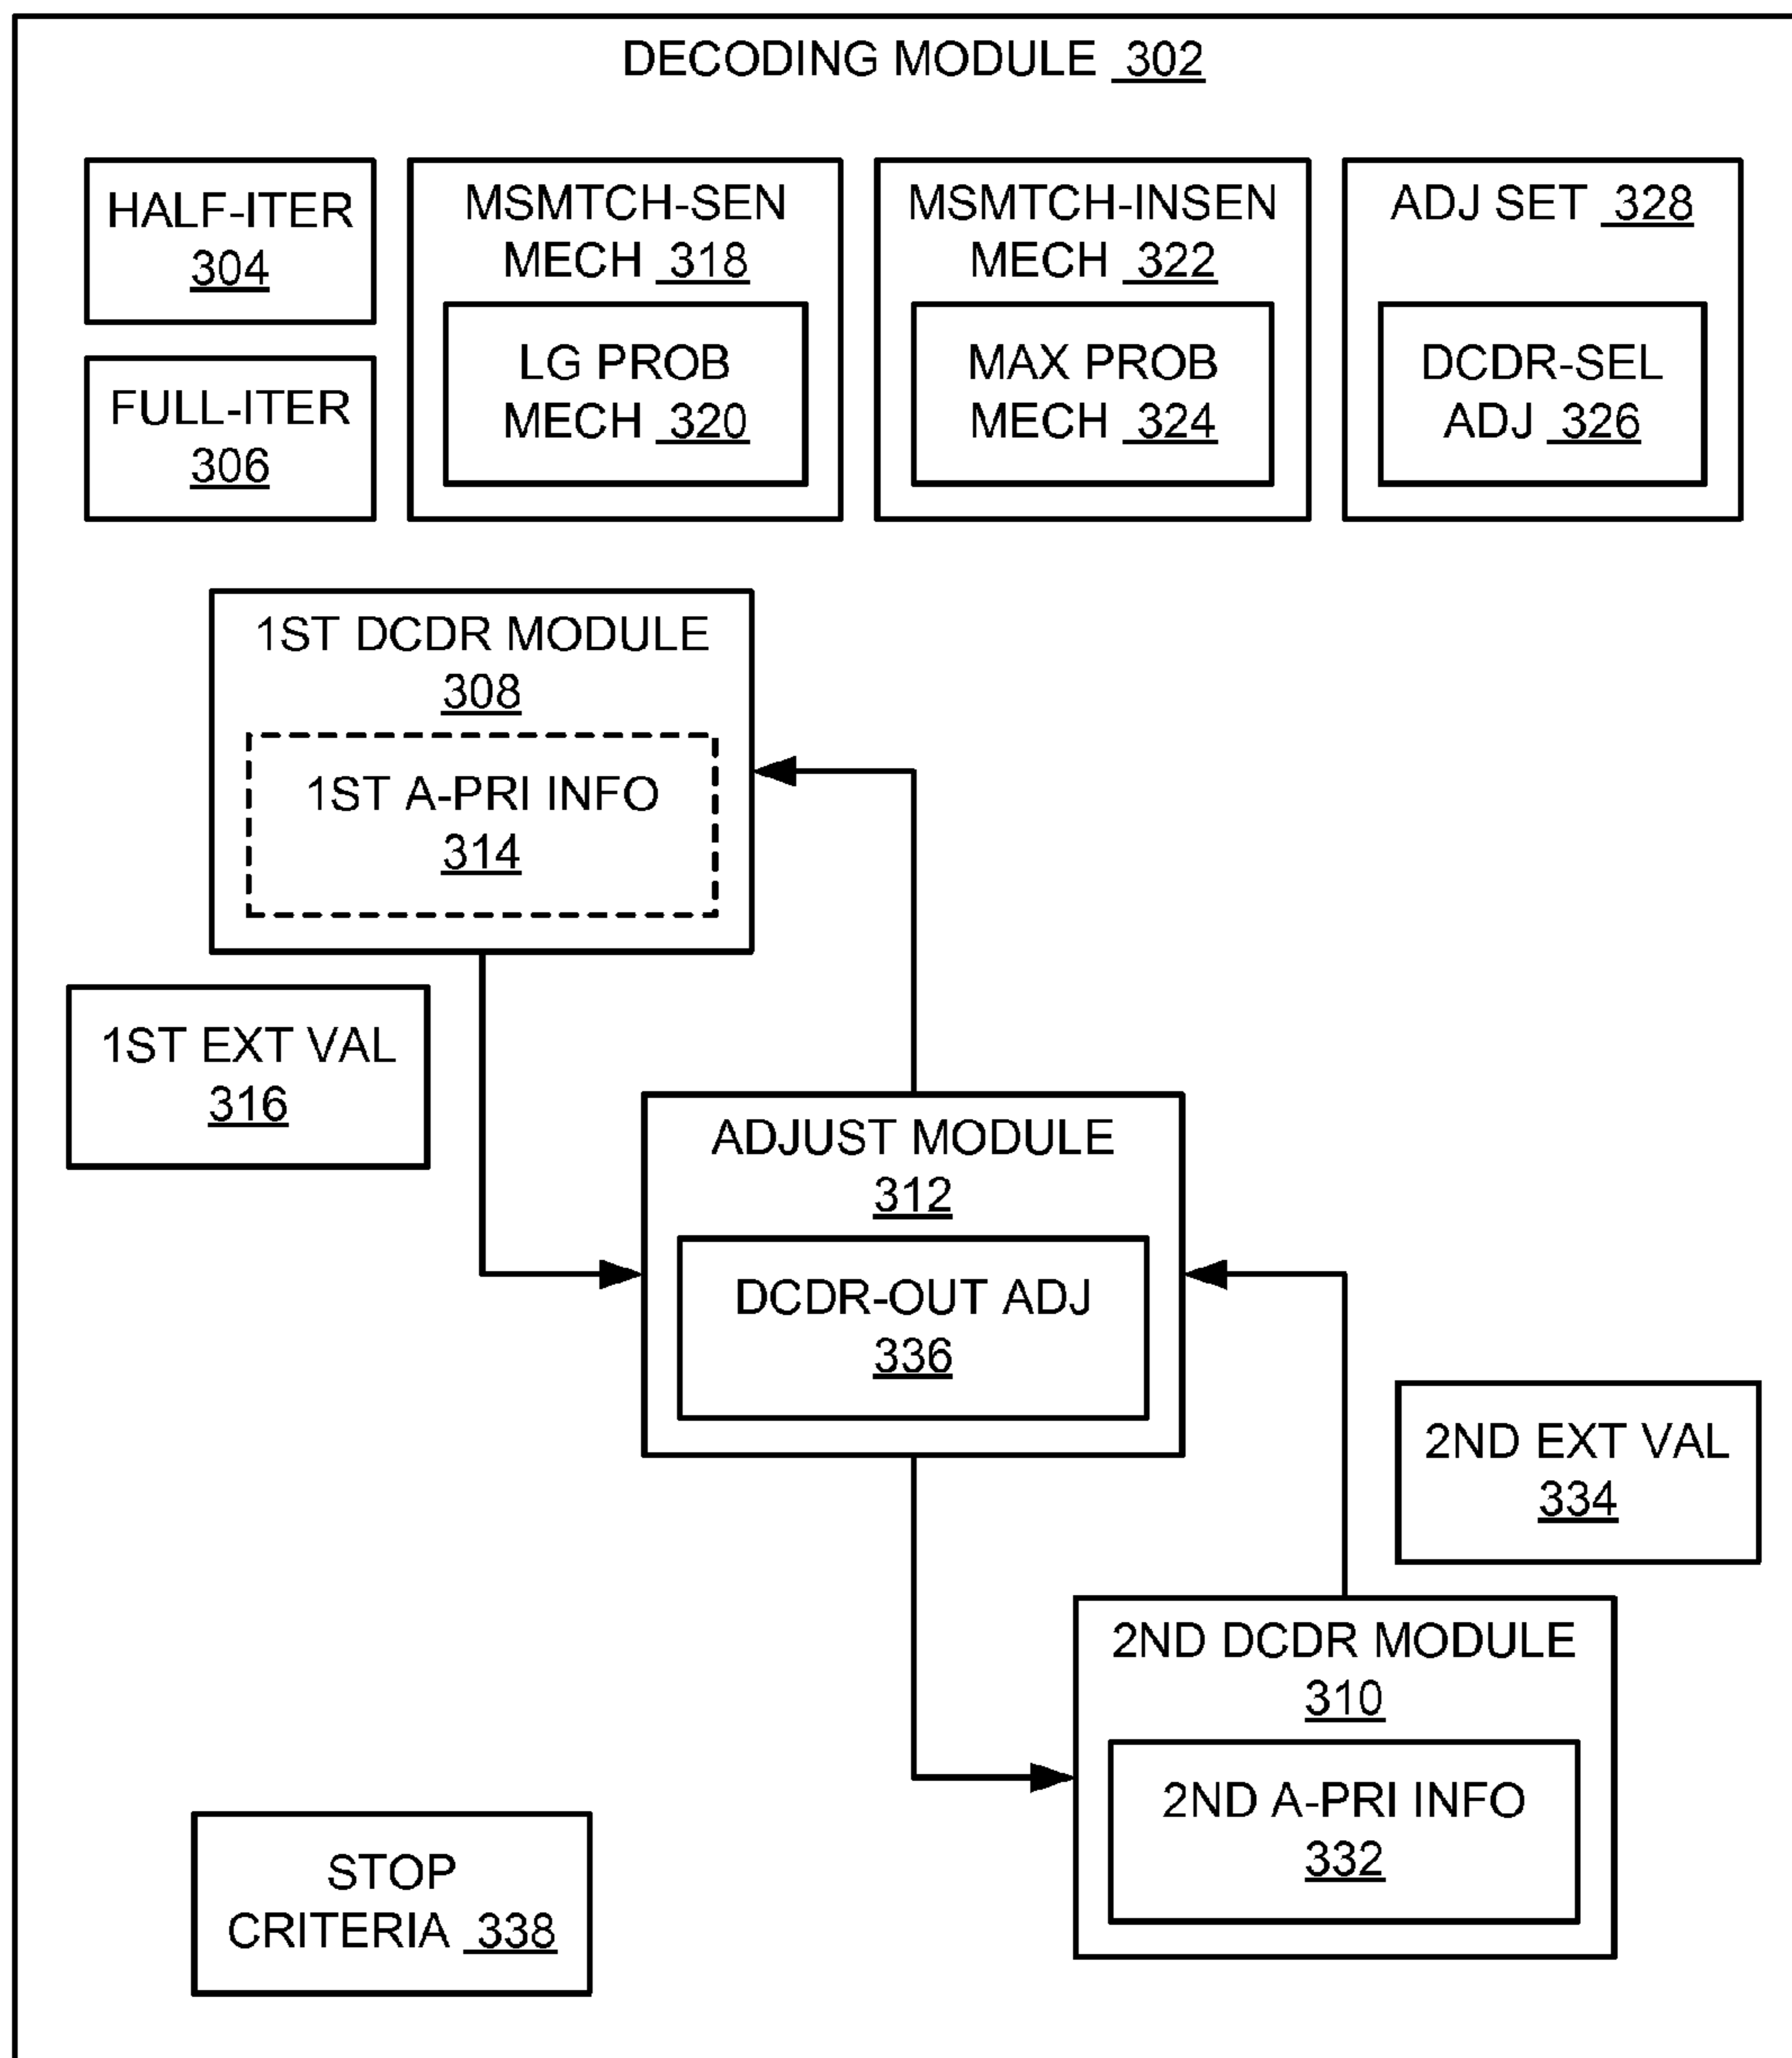 DECODING MODULE 302
HALF-ITER
304
FULL-ITER
306
MSMTCH-SEN
MECH 318
LG PROB
MECH 320
MSMTCH-INSEN
MECH 322
MAX PROB
MECH 324
ADJ SET 328
DCDR-SEL
ADJ 326
1ST DCDR MODULE
308
1ST A-PRI INFO
314
1ST EXT VAL
316
ADJUST MODULE
312
DCDR-OUT ADJ
336
2ND EXT VAL
334
2ND DCDR MODULE
310
2ND A-PRI INFO
332
STOP
CRITERIA 338